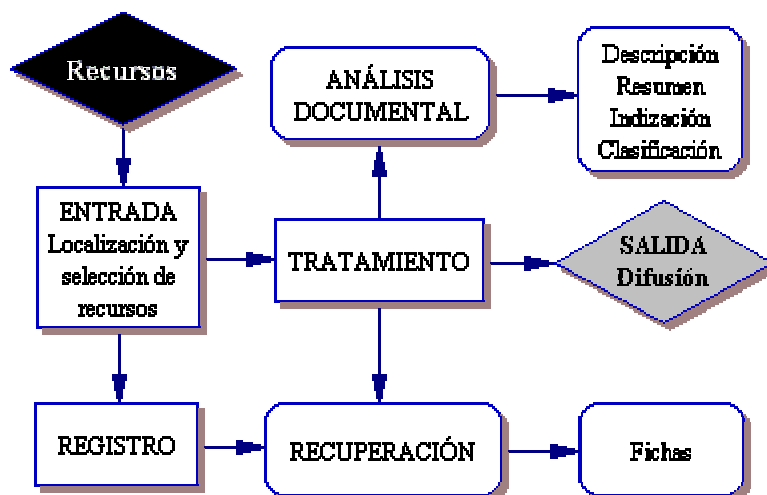 Recursos
ANÁLISIS
DOCUMENTAL
Descripción
Resumen
Indización
Clasificación
ENTRADA
Localización y
selección de
recursos
TRATAMIENTO
SALIDA
Difusión
REGISTRO
RECUPERACIÓN
Fichas